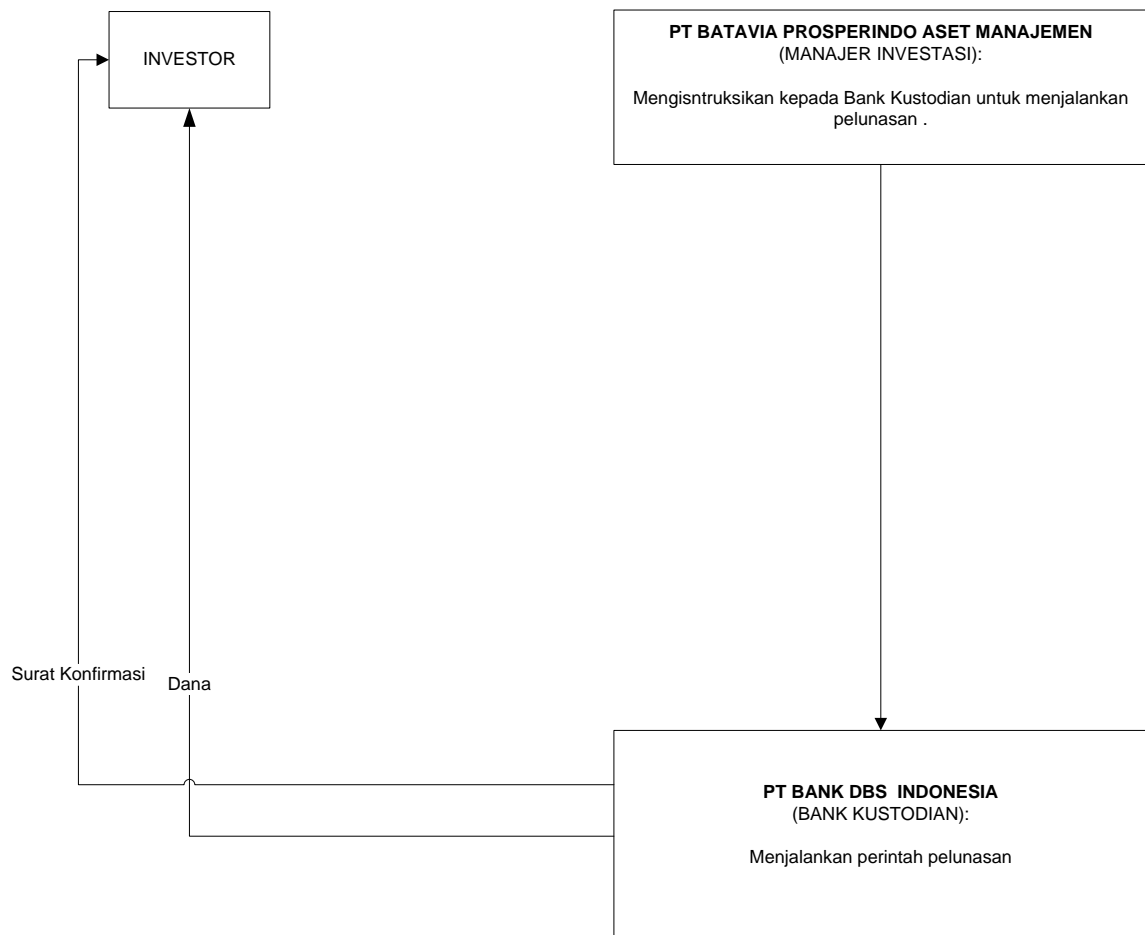 INVESTOR
PT BATAVIA PROSPERINDO ASET MANAJEMEN
(MANAJER INVESTASI):
Mengisntruksikan kepada Bank Kustodian untuk menjalankan
pelunasan .
Surat Konfirmasi
Dana
PT BANK DBS  INDONESIA
(BANK KUSTODIAN):
Menjalankan perintah pelunasan